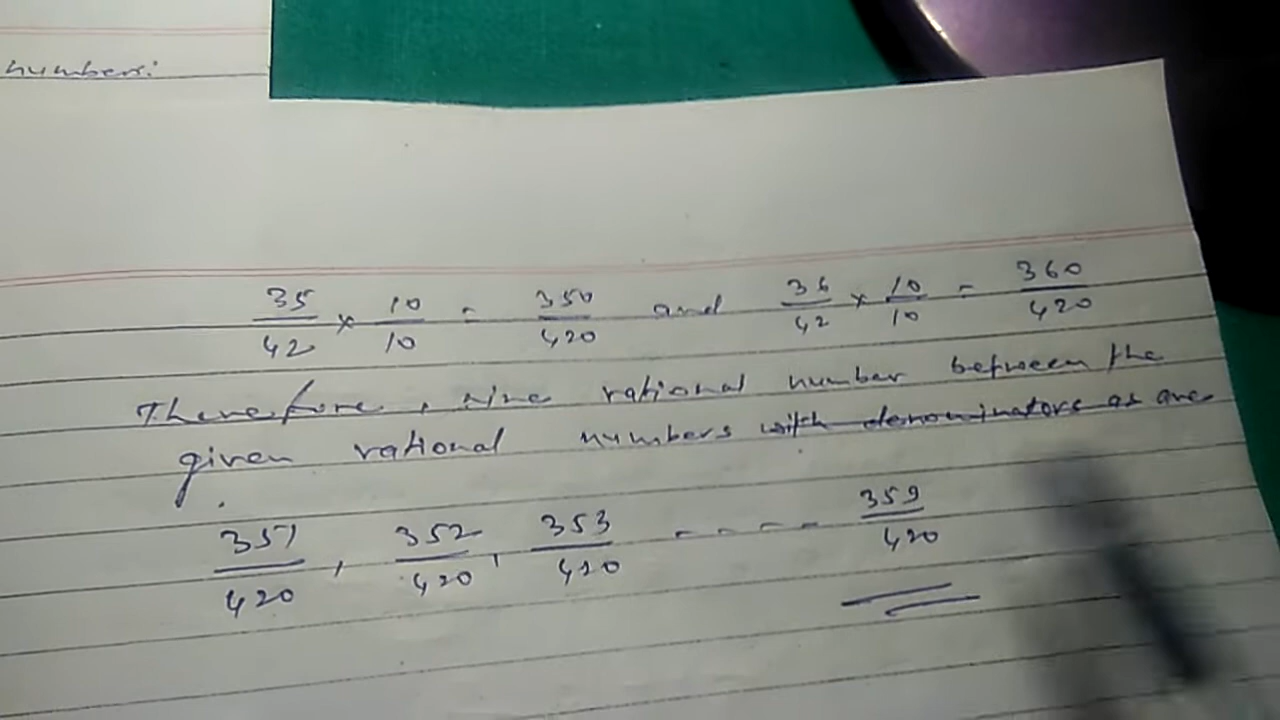 numbers:
35/42 × 10/10 = 350/420 and 36/42 × 10/10 = 360/420
Therefore, nine rational number between the
given rational numbers with denominators as are
351/420, 352/420, 353/420 - - - - 359/420